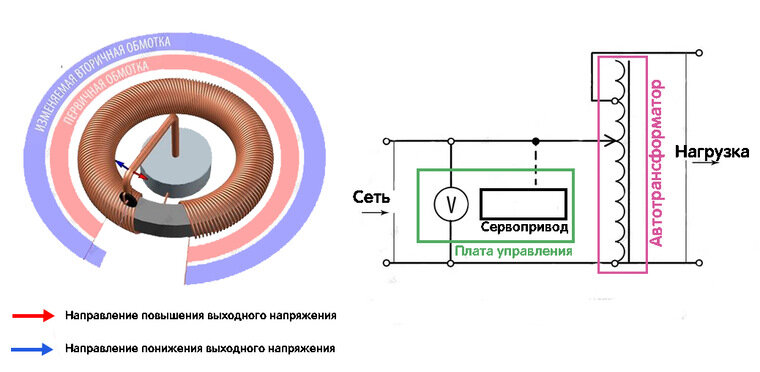 ИЗМЕНЯЕМАЯ ВТОРИЧНАЯ ОБМОТКА
ПЕРВИЧНАЯ ОБМОТКА
Направление повышения выходного напряжения
Направление понижения выходного напряжения
Сеть
V
Сервопривод
Плата управления
Автотрансформатор
Нагрузка